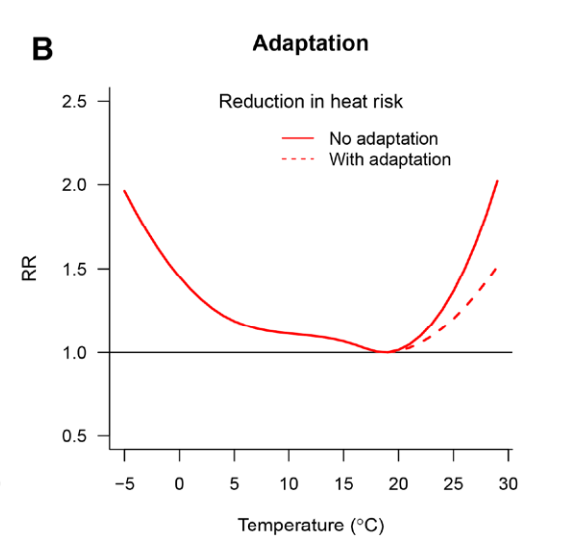 B
Adaptation
Reduction in heat risk
No adaptation
With adaptation
2.5
2.0
1.5
1.0
0.5
RR
−5 0 5 10 15 20 25 30
Temperature (°C)